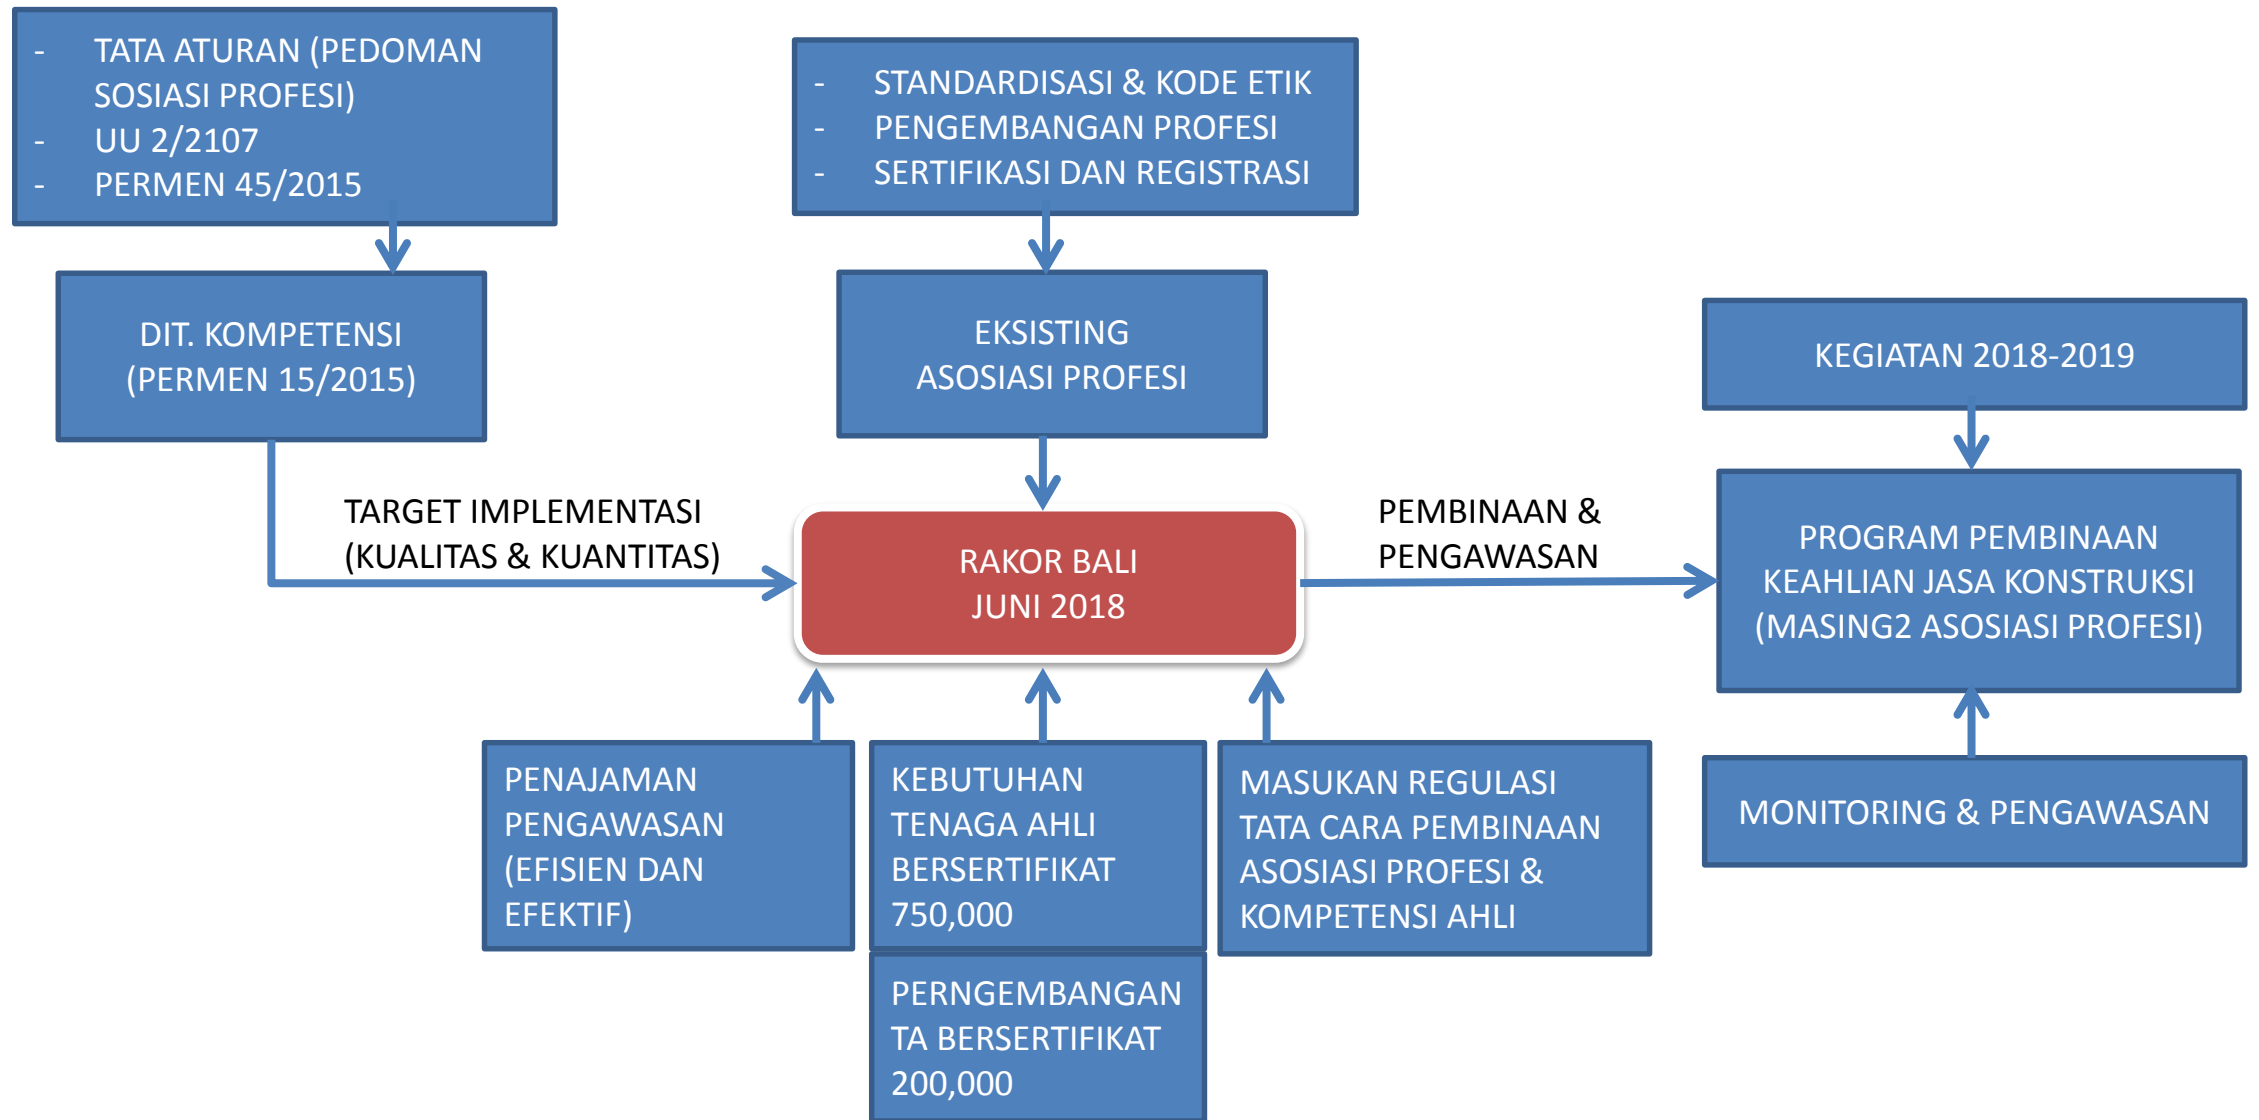 - TATA ATURAN (PEDOMAN
SOSIASI PROFESI)
- UU 2/2107
- PERMEN 45/2015
- STANDARDISASI & KODE ETIK
- PENGEMBANGAN PROFESI
- SERTIFIKASI DAN REGISTRASI
DIT. KOMPETENSI
(PERMEN 15/2015)
EKSISTING
ASOSIASI PROFESI
KEGIATAN 2018-2019
TARGET IMPLEMENTASI
(KUALITAS & KUANTITAS)
RAKOR BALI
JUNI 2018
PEMBINAAN &
PENGAWASAN
PROGRAM PEMBINAAN
KEAHLIAN JASA KONSTRUKSI
(MASING2 ASOSIASI PROFESI)
PENAJAMAN
PENGAWASAN
(EFISIEN DAN
EFEKTIF)
KEBUTUHAN
TENAGA AHLI
BERSERTIFIKAT
750,000
MASUKAN REGULASI
TATA CARA PEMBINAAN
ASOSIASI PROFESI &
KOMPETENSI AHLI
MONITORING & PENGAWASAN
PERNGEMBANGAN
TA BERSERTIFIKAT
200,000